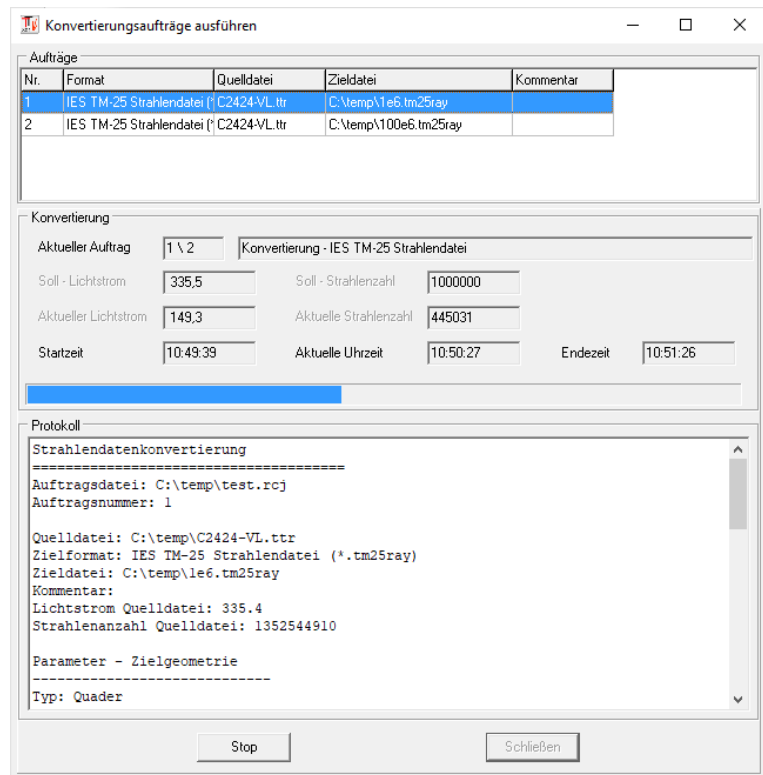 Konvertierungsaufträge ausführen
Aufträge
Nr. Format Quelldatei Zieldatei Kommentar
1 IES TM-25 Strahlendatei (* C2424-VL.ttr C:\temp\1e6.tm25ray
2 IES TM-25 Strahlendatei (* C2424-VL.ttr C:\temp\100e6.tm25ray
Konvertierung
Aktueller Auftrag 1 \ 2 Konvertierung - IES TM-25 Strahlendatei
Soll - Lichtstrom 335,5 Soll - Strahlenzahl 1000000
Aktueller Lichtstrom 149,3 Aktuelle Strahlenzahl 445031
Startzeit 10:49:39 Aktuelle Uhrzeit 10:50:27 Endezeit 10:51:26
Protokoll
Strahlendatenkonvertierung
======================================
Auftragsdatei: C:\temp\test.rcj
Auftragsnummer: 1
Quelldatei: C:\temp\C2424-VL.ttr
Zielformat: IES TM-25 Strahlendatei (*.tm25ray)
Zieldatei: C:\temp\1e6.tm25ray
Kommentar:
Lichtstrom Quelldatei: 335.4
Strahlenanzahl Quelldatei: 1352544910
Parameter - Zielgeometrie
-----------------------------
Typ: Quader
Stop Schließen